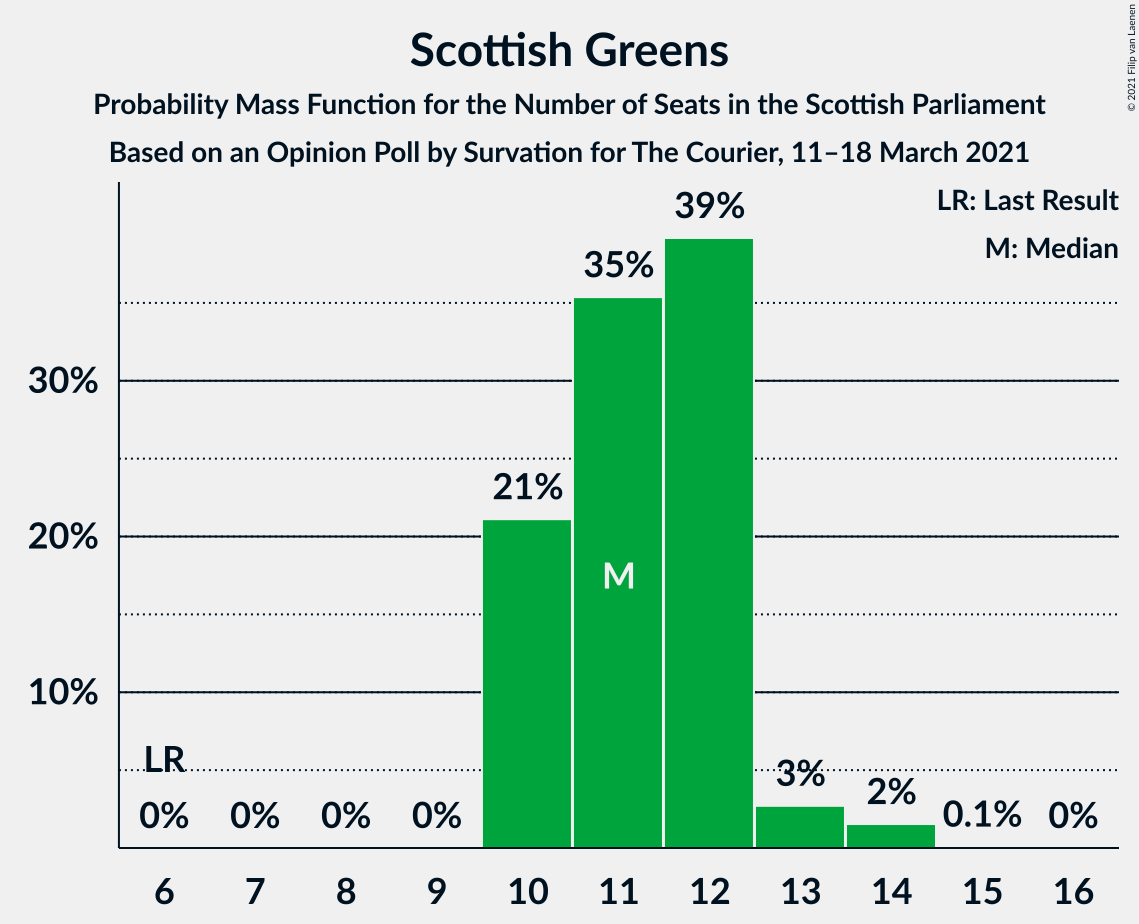 Scottish Greens
Probability Mass Function for the Number of Seats in the Scottish Parliament
Based on an Opinion Poll by Survation for The Courier, 11–18 March 2021
© 2021 Filip van Laenen
LR: Last Result
M: Median
39%
35%
30%
21%
20%
M
10%
LR
3%
2%
0% 0% 0% 0% 0.1% 0%
6 7 8 9 10 11 12 13 14 15 16